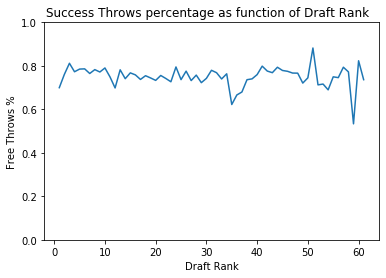 Success Throws percentage as function of Draft Rank
1.0
0.8
0.6
0.4
0.2
0.0
Free Throws %
0 10 20 30 40 50 60
Draft Rank